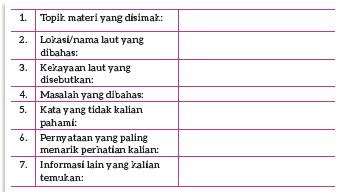 1. Topik materi yang disimak:
2. Lokasi/nama laut yang
dibahas:
3. Kekayaan laut yang
disebutkan:
4. Masalah yang dibahas:
5. Kata yang tidak kalian
pahami:
6. Pernyataan yang paling
menarik perhatian kalian:
7. Informasi lain yang kalian
temukan: